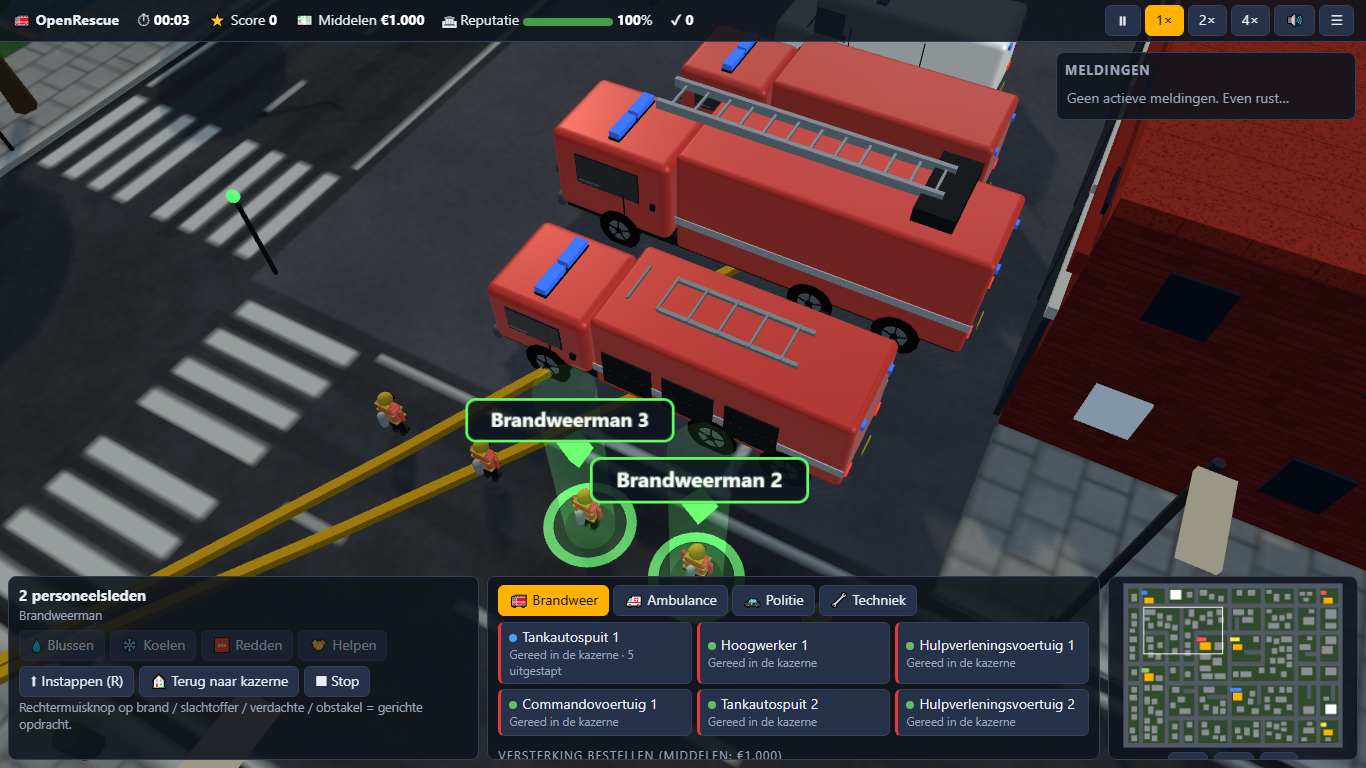 OpenRescue 00:03 Score 0 Middelen €1.000 Reputatie 100% ✓ 0
1× 2× 4×
MELDINGEN
Geen actieve meldingen. Even rust...
Brandweerman 3
Brandweerman 2
2 personeelsleden
Brandweerman
Blussen Koelen Redden Helpen
Instappen (R) Terug naar kazerne Stop
Rechtermuisknop op brand / slachtoffer / verdachte / obstakel = gerichte
opdracht.
Brandweer Ambulance Politie Techniek
Tankautospuit 1
Gereed in de kazerne · 5
uitgestapt
Hoogwerker 1
Gereed in de kazerne
Hulpverleningsvoertuig 1
Gereed in de kazerne
Commandovoertuig 1
Gereed in de kazerne
Tankautospuit 2
Gereed in de kazerne
Hulpverleningsvoertuig 2
Gereed in de kazerne
VERSTERKING BESTELLEN (MIDDELEN: €1.000)